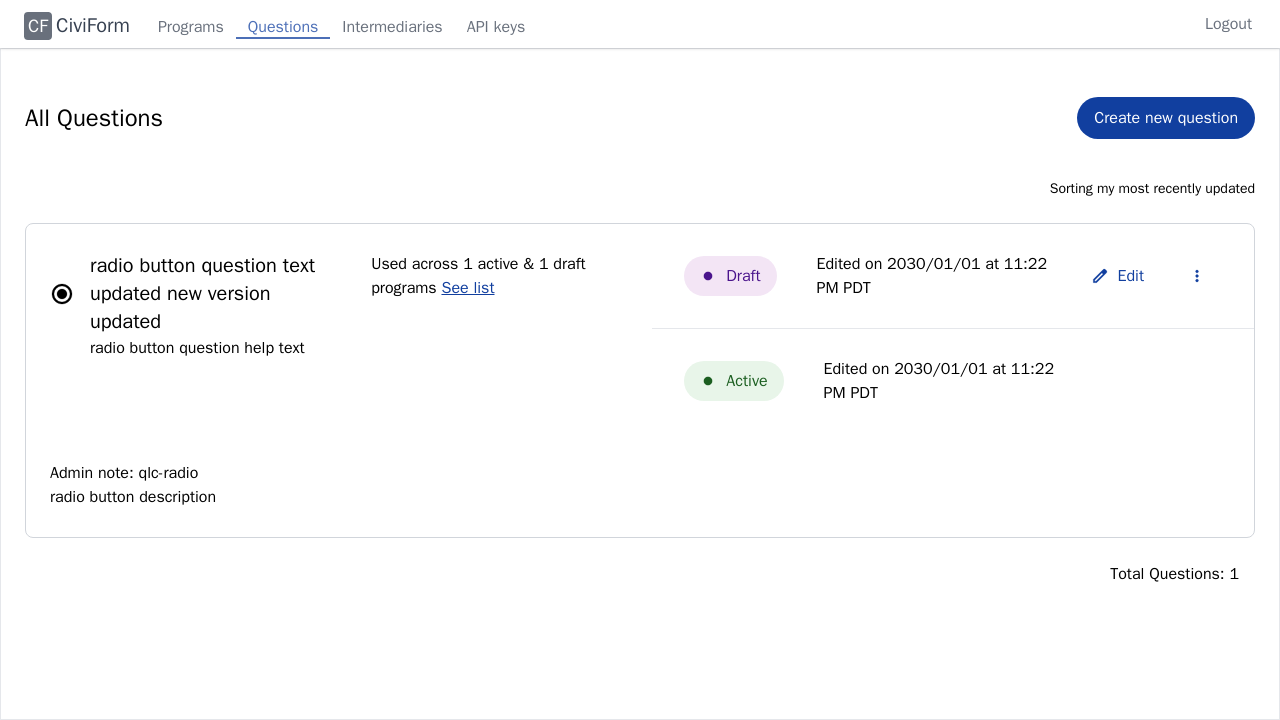 CF CiviForm Programs Questions Intermediaries API keys Logout
All Questions
Create new question
Sorting my most recently updated
radio button question text
updated new version
updated
radio button question help text
Used across 1 active & 1 draft
programs See list
Draft
Edited on 2030/01/01 at 11:22
PM PDT
Edit
Active
Edited on 2030/01/01 at 11:22
PM PDT
Admin note: qlc-radio
radio button description
Total Questions: 1